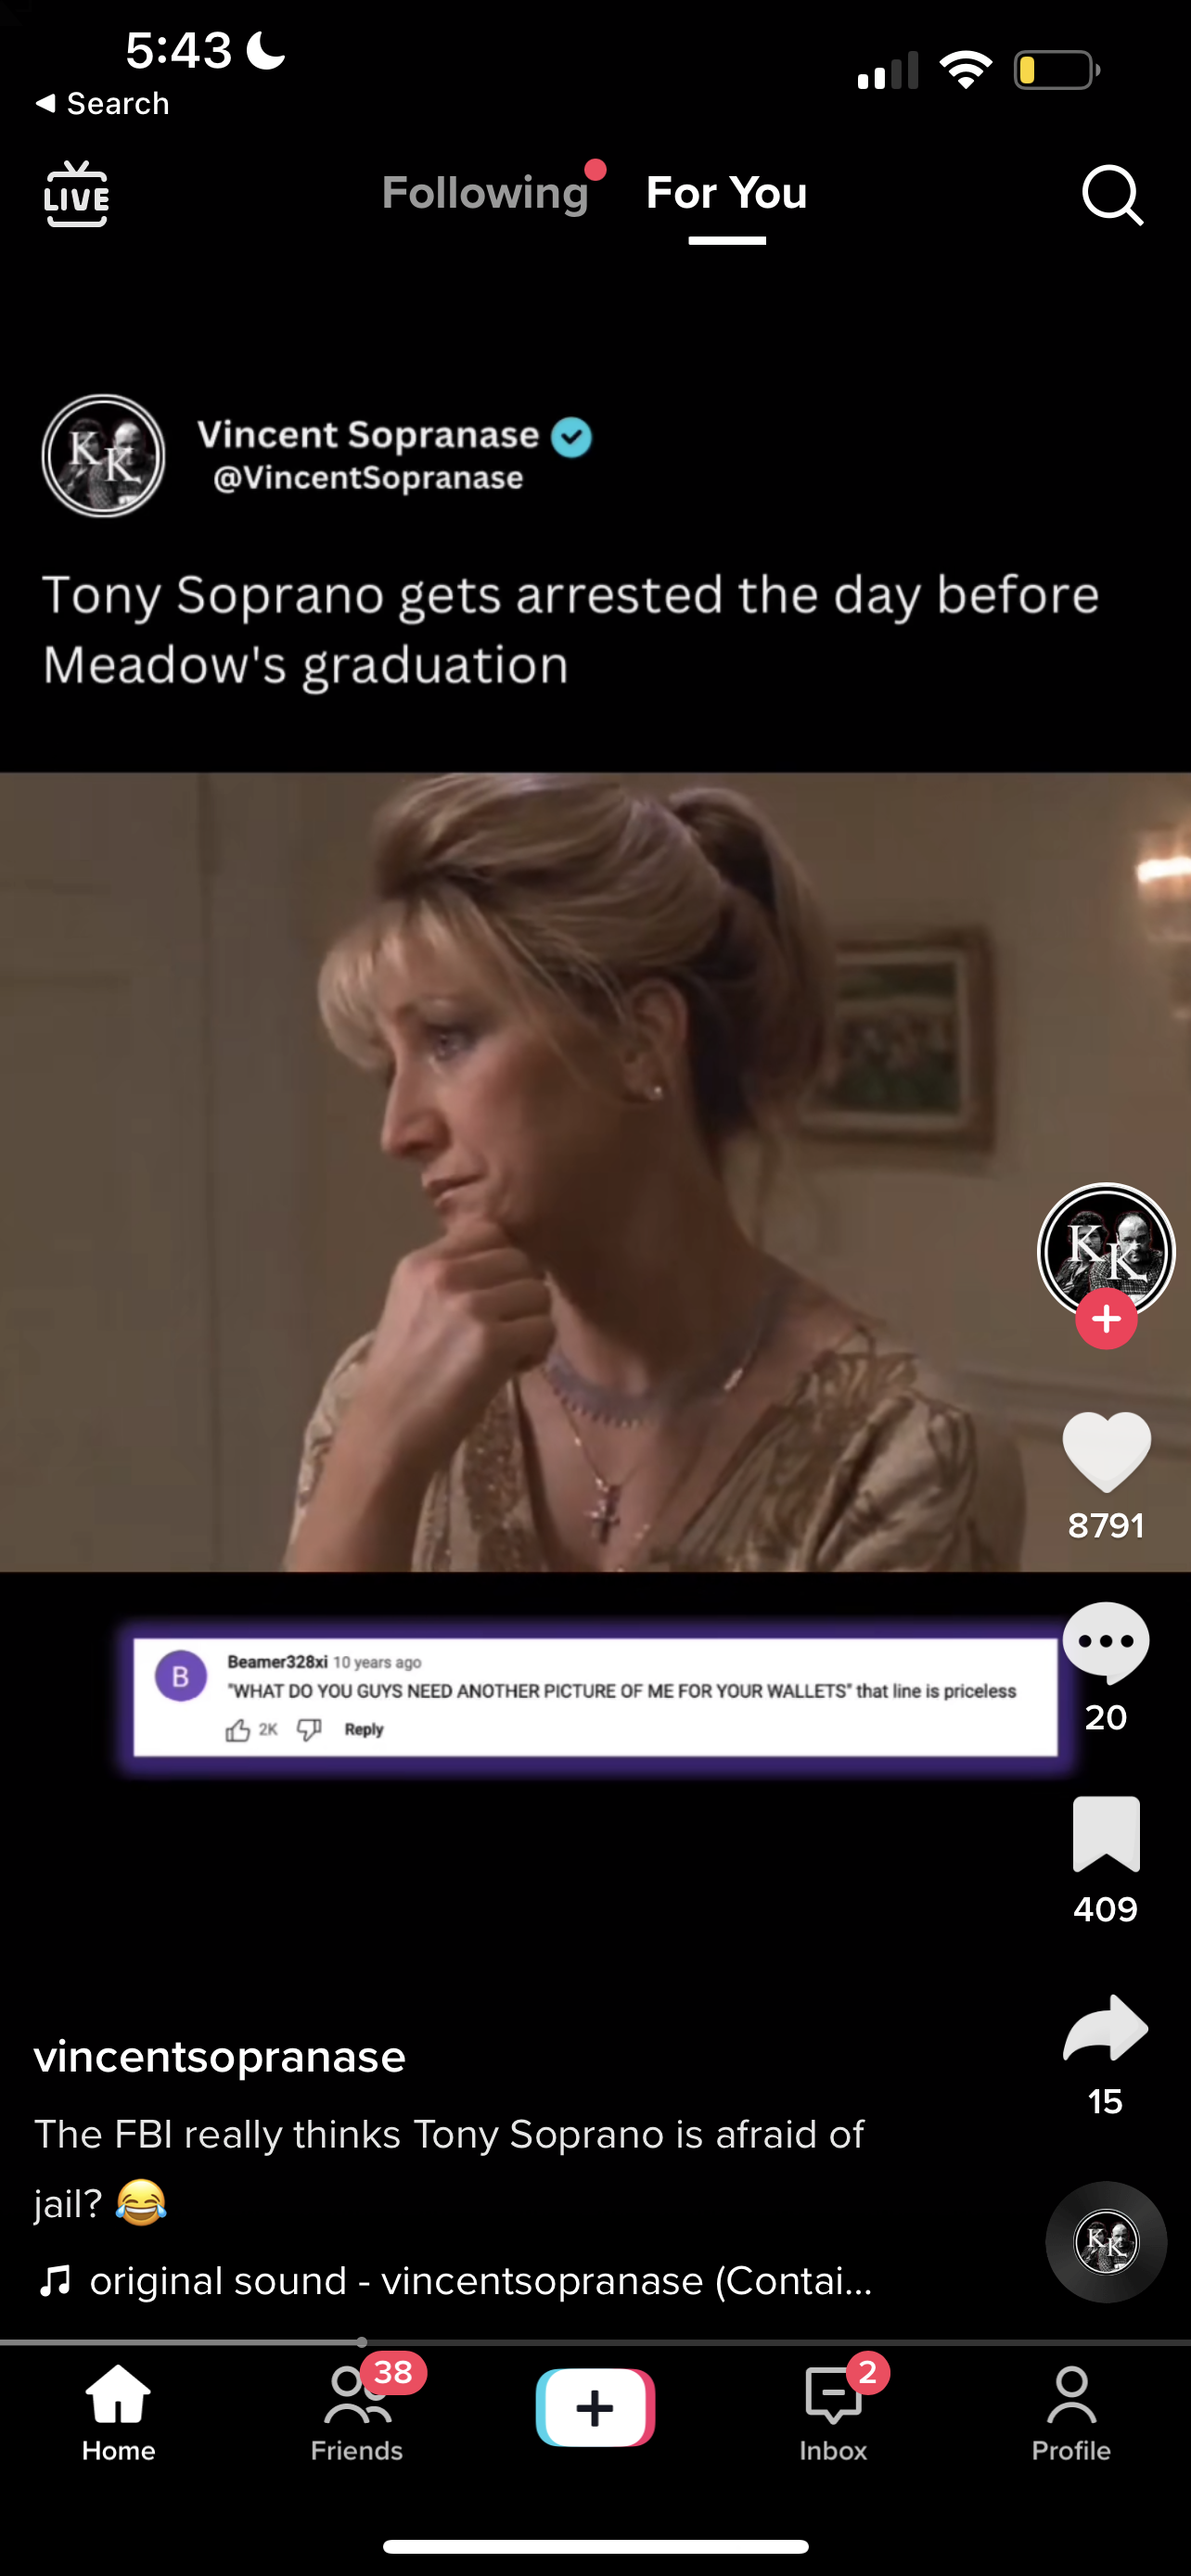 5:43
Search
LIVE
Following
For You
K K
Vincent Sopranase
@VincentSopranase
Tony Soprano gets arrested the day before
Meadow's graduation
K K
8791
Beamer328xi 10 years ago
"WHAT DO YOU GUYS NEED ANOTHER PICTURE OF ME FOR YOUR WALLETS" that line is priceless
2K Reply
20
409
15
vincentsopranase
The FBI really thinks Tony Soprano is afraid of
jail? 😂
K K
original sound - vincentsopranase (Contai...
38
2
Home
Friends
Inbox
Profile